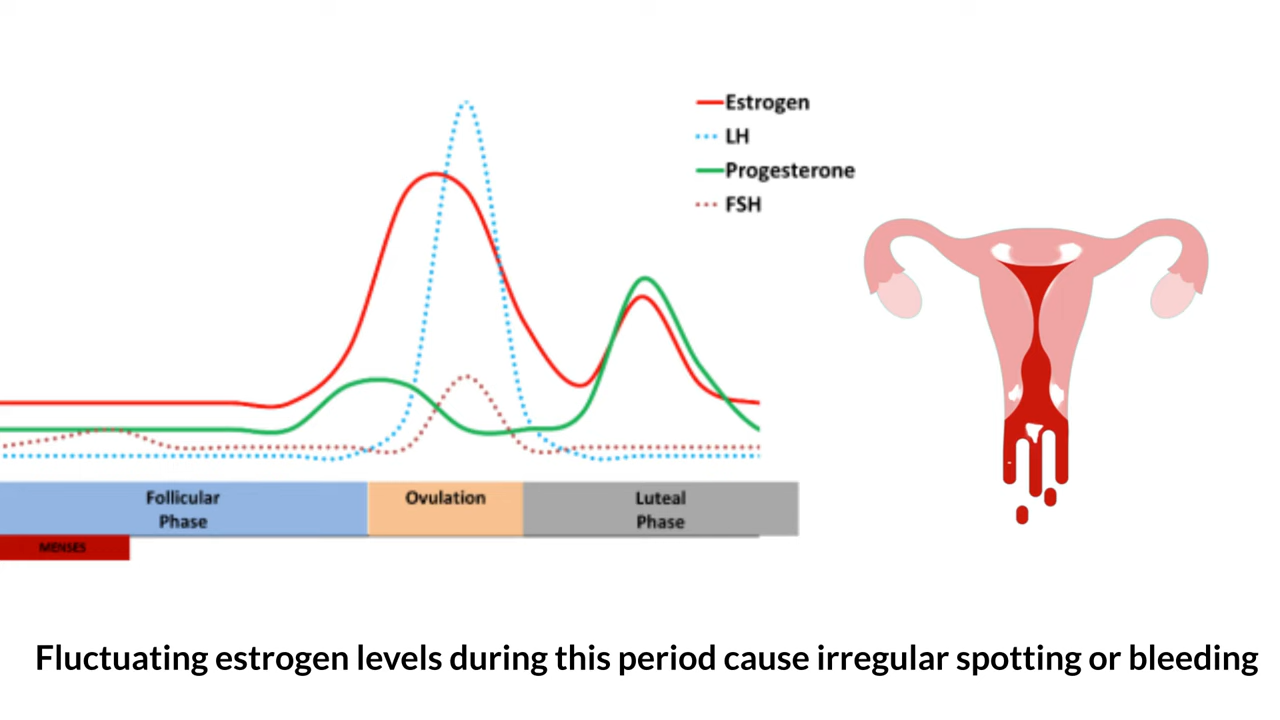 Estrogen
LH
Progesterone
FSH
Follicular
Phase
Ovulation
Luteal
Phase
MENSES
Fluctuating estrogen levels during this period cause irregular spotting or bleeding